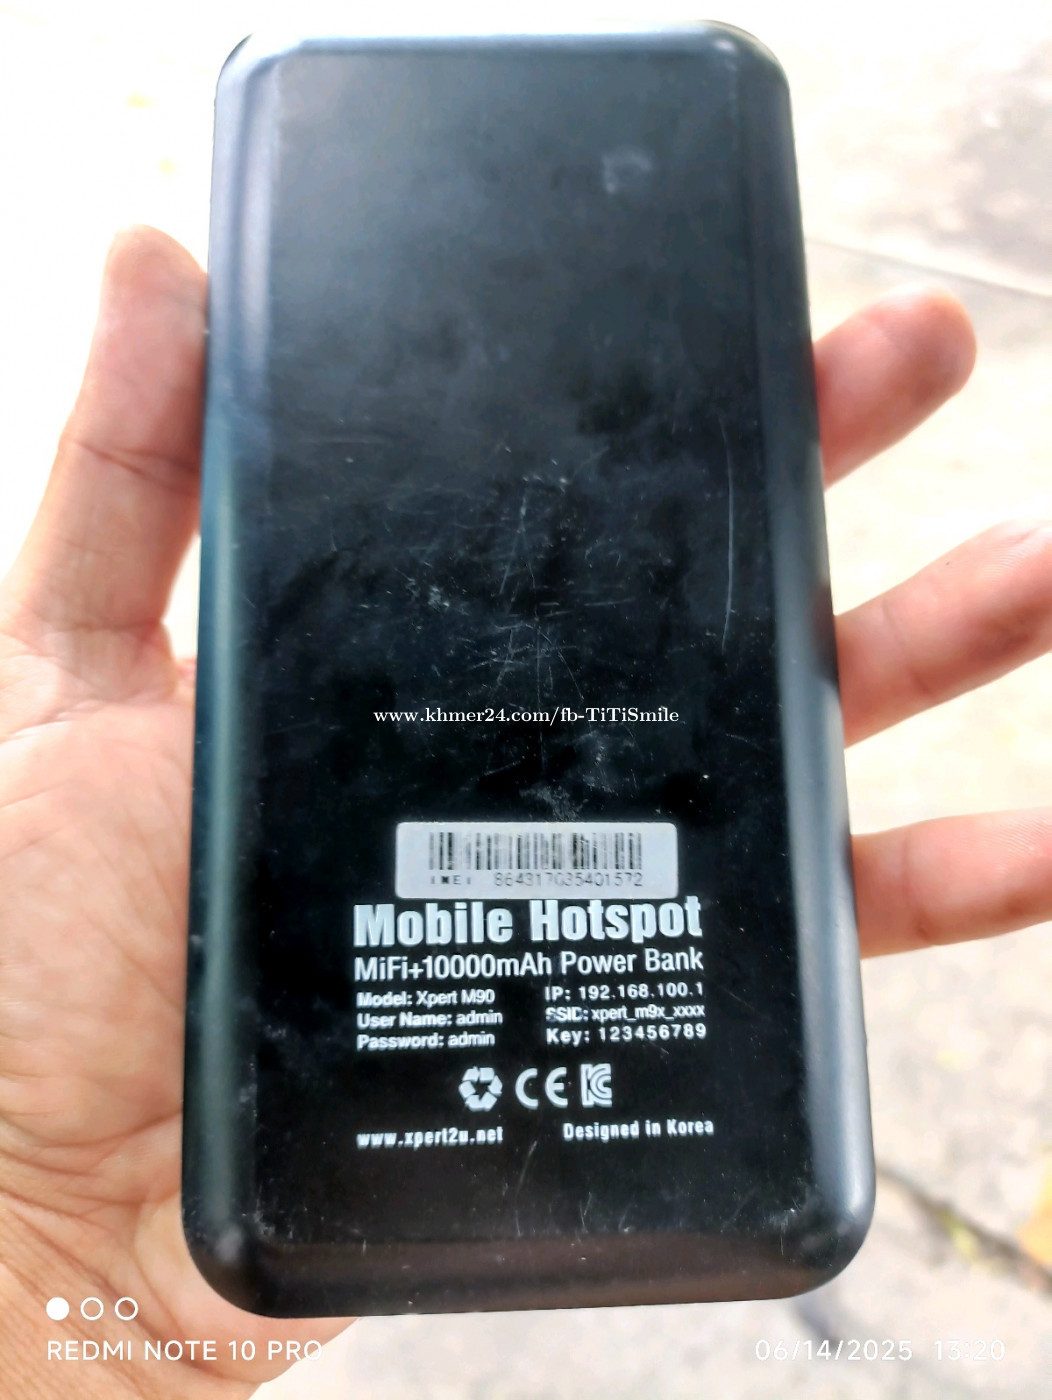 www.khmer24.com/fb-TiTiSmile
IMEI 864317035401572
Mobile Hotspot
MiFi+10000mAh Power Bank
Model: Xpert M90
IP: 192.168.100.1
User Name: admin
SSID: xpert_m9x_xxxx
Password: admin
Key: 123456789
CE
www.xpert2u.net
Designed in Korea
REDMI NOTE 10 PRO
06/14/2025 13:20